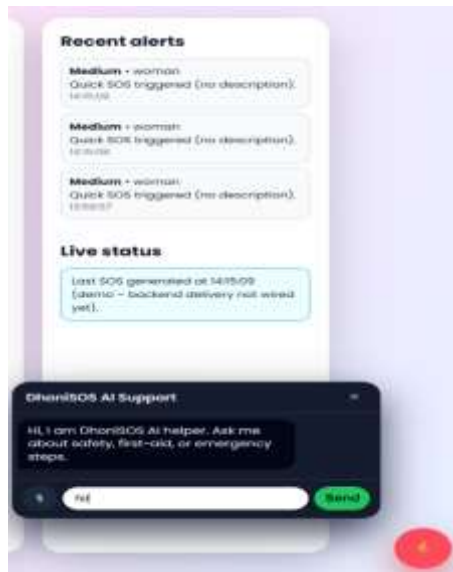 Recent alerts
Medium • woman
Quick SOS triggered (no description).
Medium • woman
Quick SOS triggered (no description).
Medium • woman
Quick SOS triggered (no description).
Live status
Last SOS generated at 14:15:09
(demo – backend delivery not wired
yet).
DhoniSOS AI Support
Hi, I am DhoniSOS AI helper. Ask me
about safety, first-aid, or emergency
steps.
Send